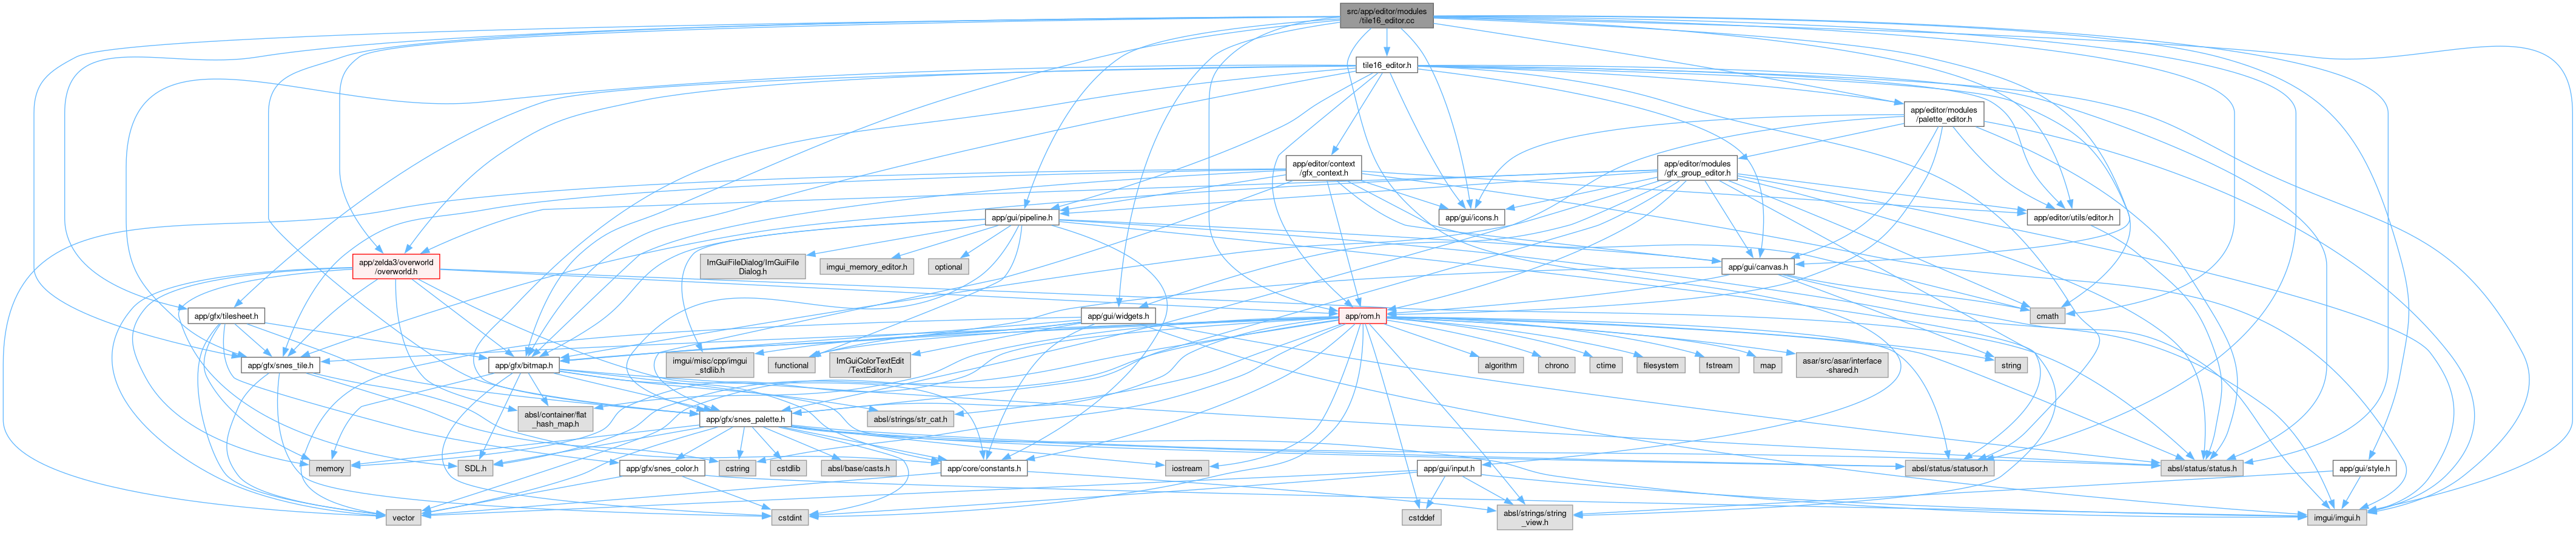 src/app/editor/modules
/tile16_editor.cc
tile16_editor.h
app/editor/modules
/palette_editor.h
app/editor/context
/gfx_context.h
app/editor/modules
/gfx_group_editor.h
app/gui/pipeline.h
app/gui/icons.h
app/editor/utils/editor.h
app/zelda3/overworld
/overworld.h
ImGuiFileDialog/ImGuiFile
Dialog.h
imgui_memory_editor.h
optional
app/gui/canvas.h
app/gfx/tilesheet.h
app/gui/widgets.h
app/rom.h
cmath
app/gfx/snes_tile.h
app/gfx/bitmap.h
imgui/misc/cpp/imgui
_stdlib.h
functional
ImGuiColorTextEdit
/TextEditor.h
algorithm
chrono
ctime
filesystem
fstream
map
asar/src/asar/interface
-shared.h
string
absl/container/flat
_hash_map.h
app/gfx/snes_palette.h
absl/strings/str_cat.h
memory
SDL.h
app/gfx/snes_color.h
cstring
cstdlib
absl/base/casts.h
app/core/constants.h
iostream
app/gui/input.h
absl/status/statusor.h
absl/status/status.h
app/gui/style.h
vector
cstdint
cstddef
absl/strings/string
_view.h
imgui/imgui.h